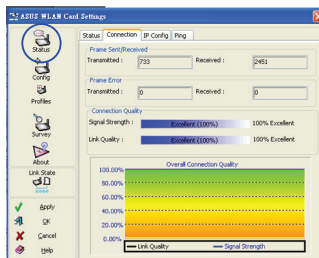 ASUS WLAN Card Settings
Status
Config
Profiles
Survey
About
Link State
Apply
OK
Cancel
Help
Status Connection IP Config Ping
Frame Sent/Received
Transmitted : 733 Received : 2451
Frame Error
Transmitted : 0 Received : 0
Connection Quality
Signal Strength : Excellent (100%) 100% Excellent
Link Quality : Excellent (100%) 100% Excellent
Overall Connection Quality
100.00%
80.00%
60.00%
40.00%
20.00%
0.00%
Link Quality Signal Strength